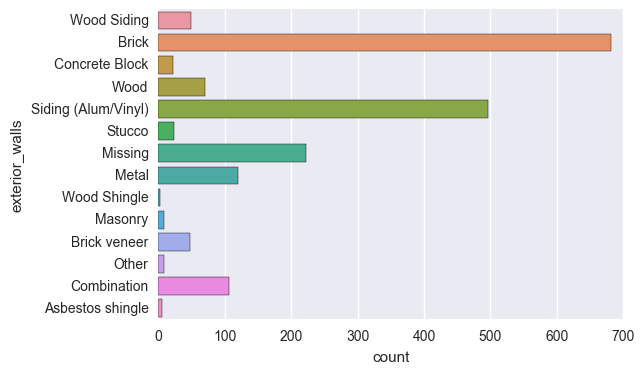 Wood Siding
Brick
Concrete Block
Wood
Siding (Alum/Vinyl)
Stucco
Missing
Metal
Wood Shingle
Masonry
Brick veneer
Other
Combination
Asbestos shingle
exterior_walls
0 100 200 300 400 500 600 700
count